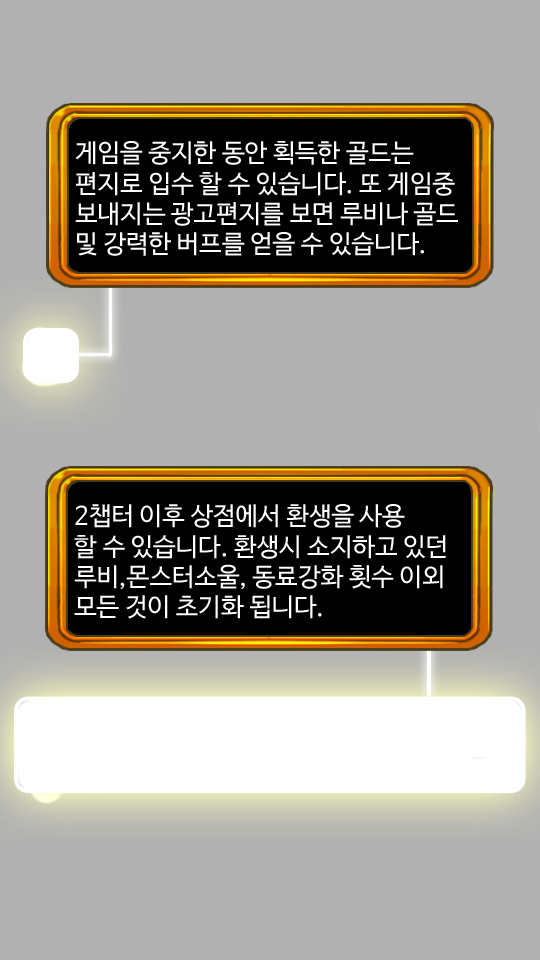 게임을 중지한 동안 획득한 골드는
편지로 입수 할 수 있습니다. 또 게임중
보내지는 광고편지를 보면 루비나 골드
및 강력한 버프를 얻을 수 있습니다.
2챕터 이후 상점에서 환생을 사용
할 수 있습니다. 환생시 소지하고 있던
루비,몬스터소울, 동료강화 횟수 이외
모든 것이 초기화 됩니다.